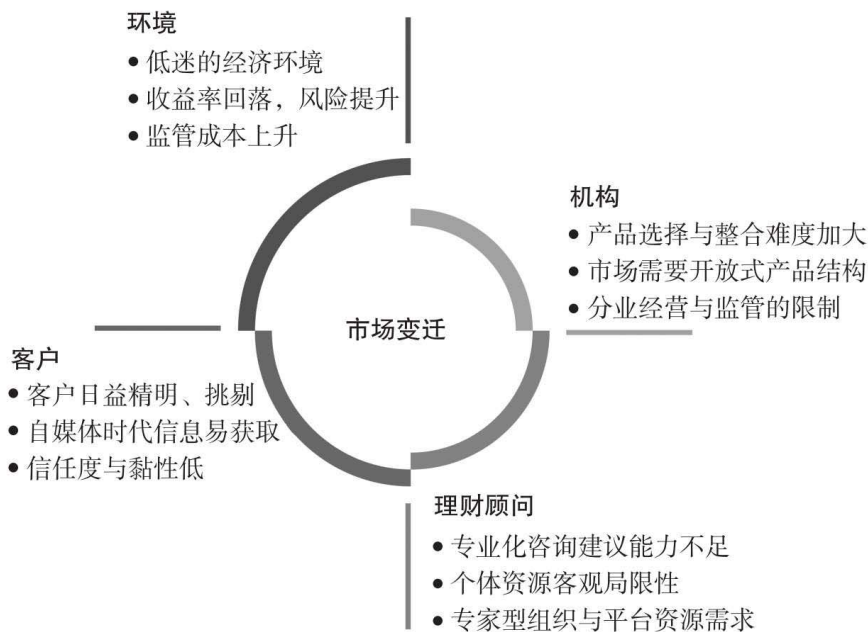 环境
● 低迷的经济环境
● 收益率回落，风险提升
● 监管成本上升
机构
● 产品选择与整合难度加大
● 市场需要开放式产品结构
● 分业经营与监管的限制
市场变迁
客户
● 客户日益精明、挑剔
● 自媒体时代信息易获取
● 信任度与黏性低
理财顾问
● 专业化咨询建议能力不足
● 个体资源客观局限性
● 专家型组织与平台资源需求